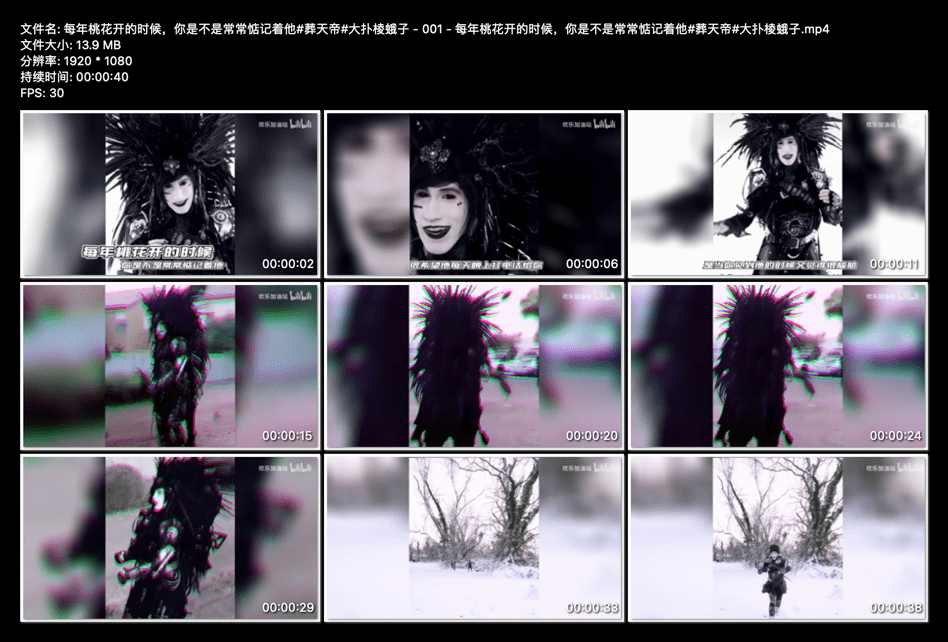 文件名: 每年桃花开的时候，你是不是常常惦记着他#葬天帝#大扑棱蛾子 - 001 - 每年桃花开的时候，你是不是常常惦记着他#葬天帝#大扑棱蛾子.mp4
文件大小: 13.9 MB
分辨率: 1920 * 1080
持续时间: 00:00:40
FPS: 30
欢乐加油站 bilibili
欢乐加油站 bilibili
欢乐加油站 bilibili
每年桃花开的时候
你是不是常常惦记着他
很希望他每天晚上打电话给你
是当你见到他的时候又觉得很尴尬
00:00:02
00:00:06
00:00:11
欢乐加油站 bilibili
欢乐加油站 bilibili
欢乐加油站 bilibili
00:00:15
00:00:20
00:00:24
欢乐加油站 bilibili
欢乐加油站 bilibili
欢乐加油站 bilibili
00:00:29
00:00:33
00:00:38